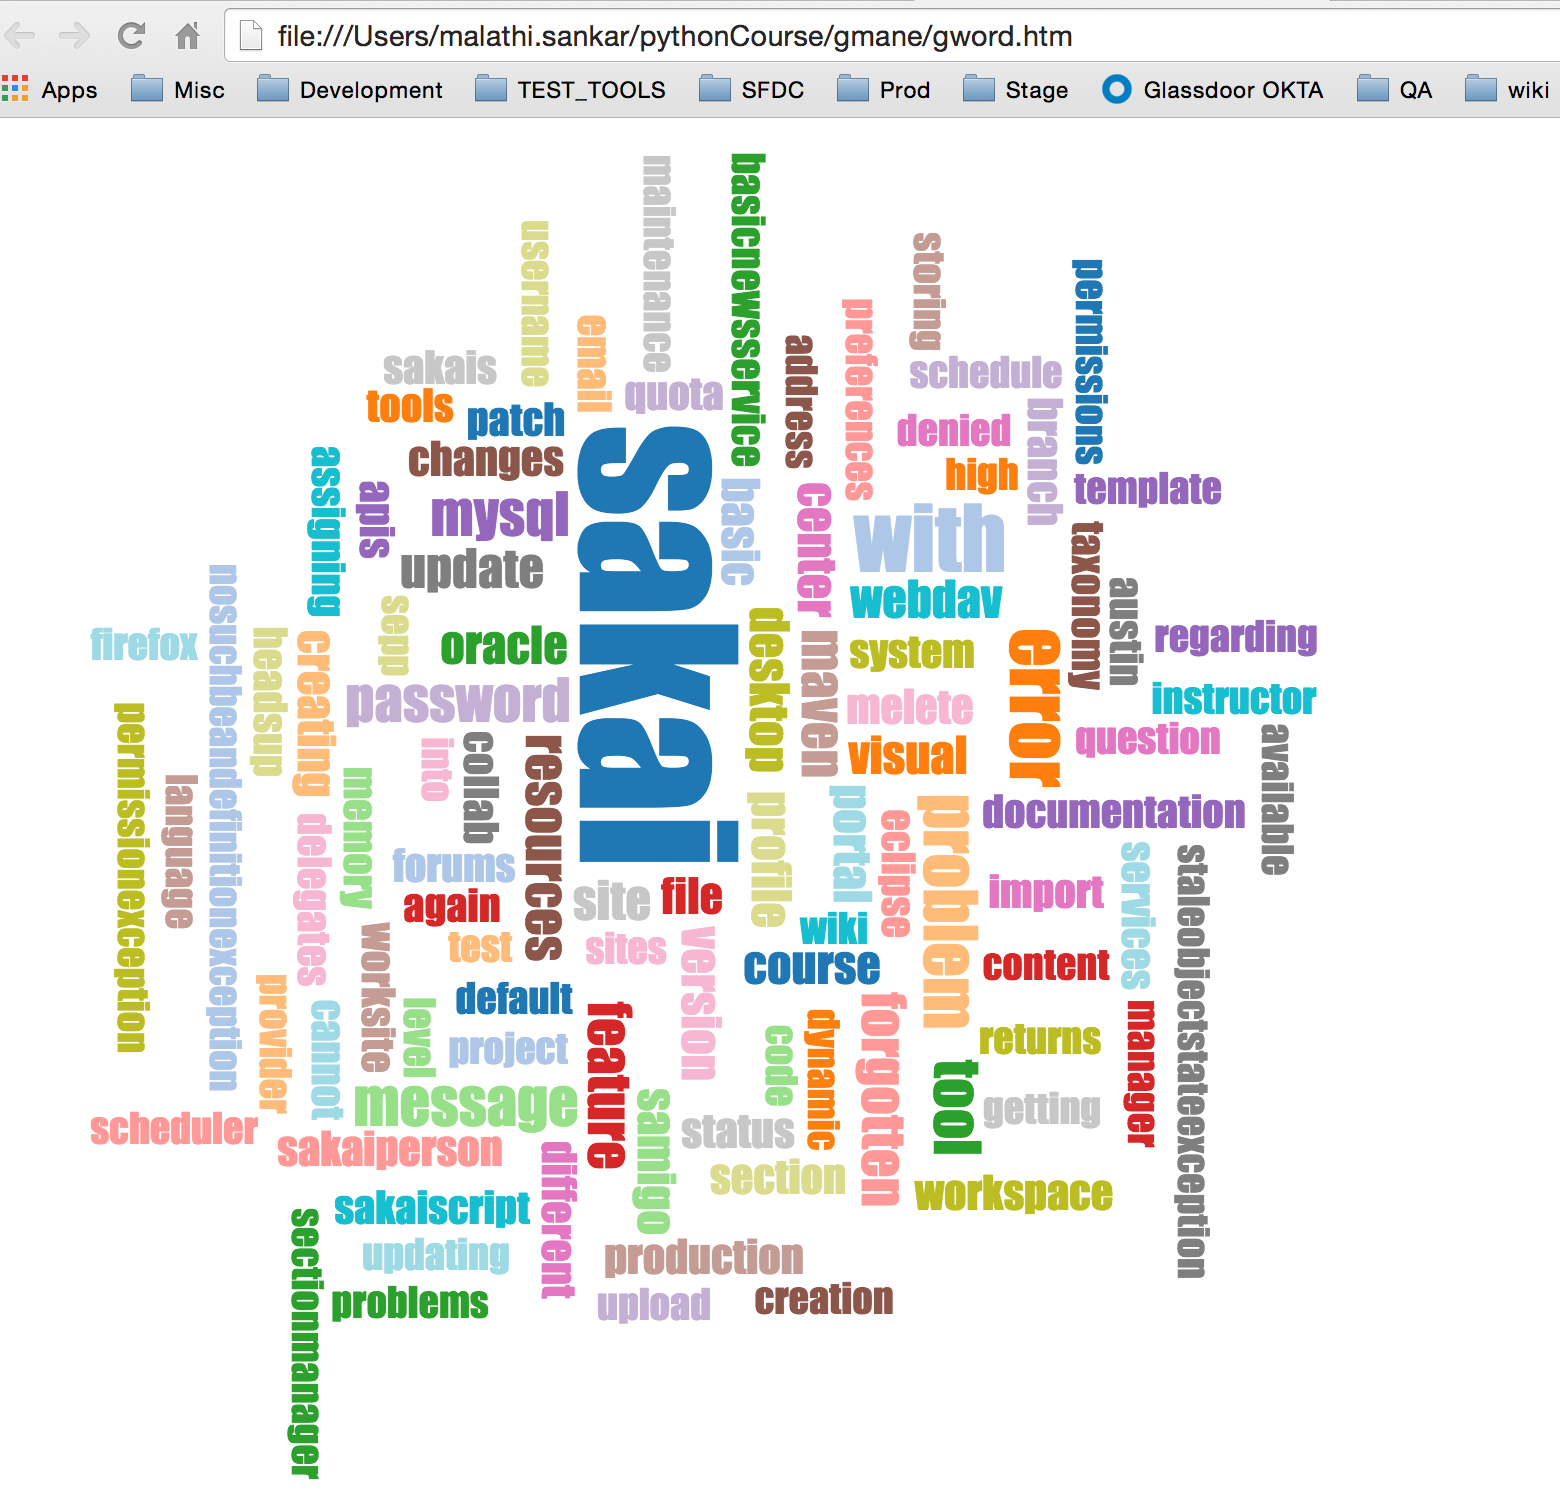 file:///Users/malathi.sankar/pythonCourse/gmane/gword.htm
Apps Misc Development TEST_TOOLS SFDC Prod Stage Glassdoor OKTA QA wiki
maintenance
basicnewsservice
username
storing
permissions
preferences
email
address
sakais
quota
schedule
tools
patch
denied
branch
changes
high
template
assigning
apis
mysql
sakai
basic
center
with
update
taxonomy
webdav
austin
nosuchbeandefinitionexception
sepp
desktop
firefox
headsup
creating
oracle
maven
system
error
regarding
password
melete
instructor
permissionexception
into
collab
resources
visual
question
available
language
memory
profile
portal
eclipse
problem
documentation
delegates
forums
services
staleobjectstateexception
again
site
file
import
worksite
test
sites
version
wiki
course
content
provider
cannot
level
default
feature
code
dynamic
forgotten
returns
manager
project
tool
message
samigo
getting
scheduler
status
sakaiperson
different
section
workspace
sakaiscript
sectionmanager
updating
production
problems
upload
creation